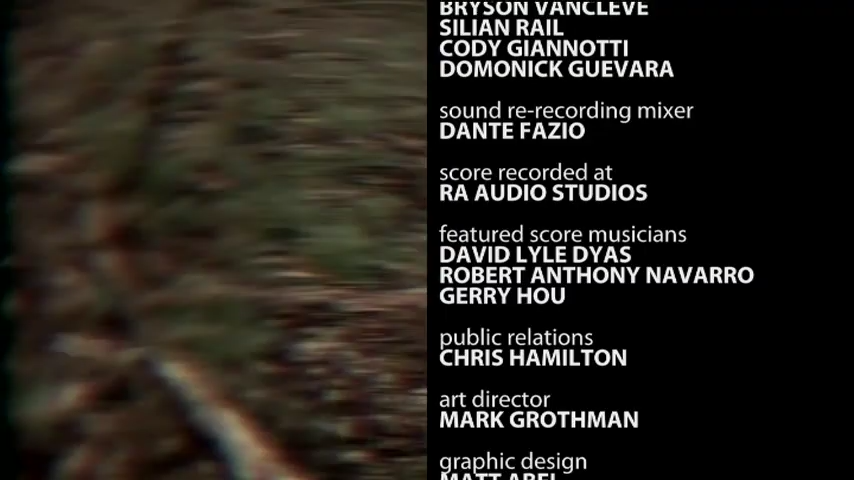 BRYSON VANCLEVE
SILIAN RAIL
CODY GIANNOTTI
DOMONICK GUEVARA
sound re-recording mixer
DANTE FAZIO
score recorded at
RA AUDIO STUDIOS
featured score musicians
DAVID LYLE DYAS
ROBERT ANTHONY NAVARRO
GERRY HOU
public relations
CHRIS HAMILTON
art director
MARK GROTHMAN
graphic design
MATT ABEL